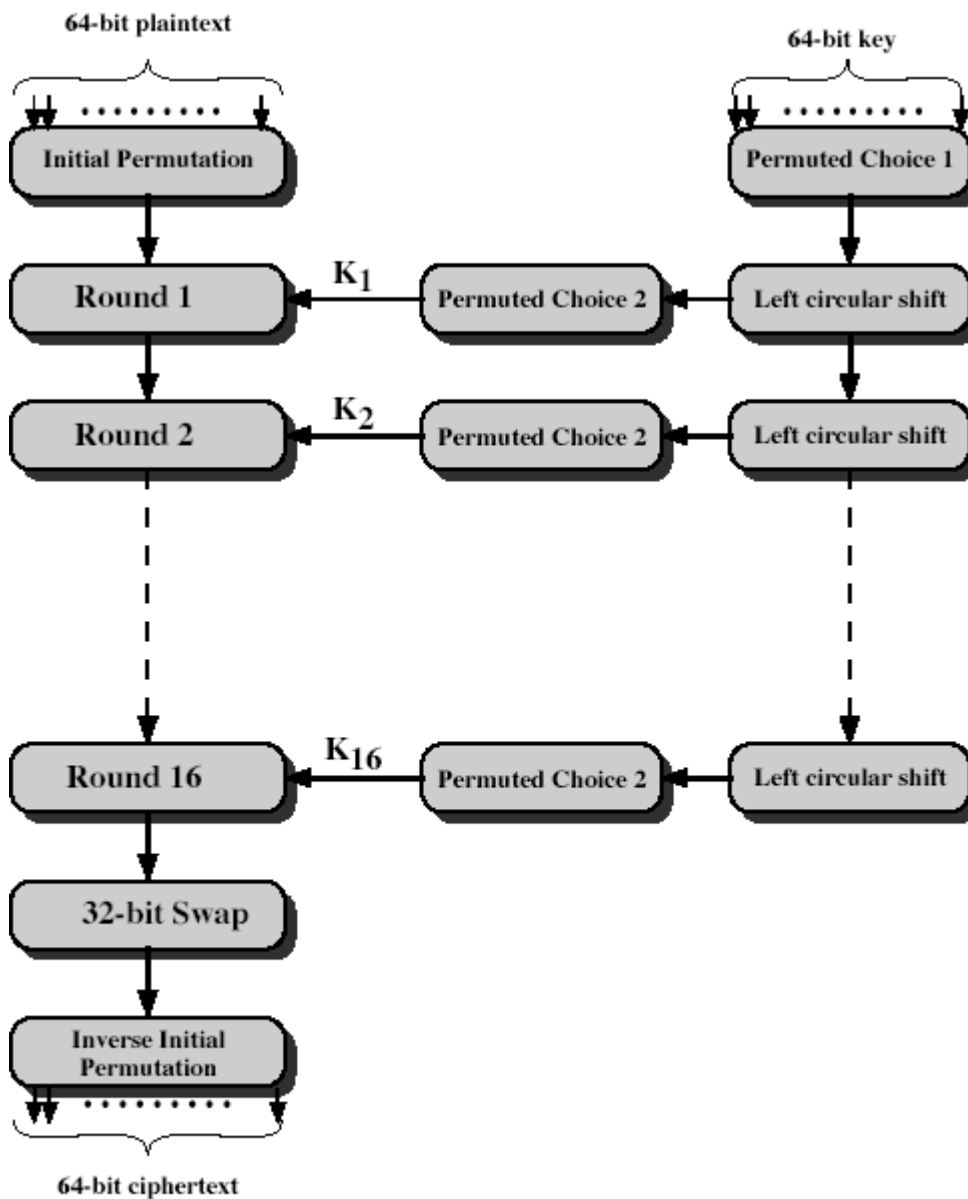 64-bit plaintext
64-bit key
Initial Permutation
Permuted Choice 1
Round 1
K1
Permuted Choice 2
Left circular shift
Round 2
K2
Permuted Choice 2
Left circular shift
Round 16
K16
Permuted Choice 2
Left circular shift
32-bit Swap
Inverse Initial
Permutation
64-bit ciphertext